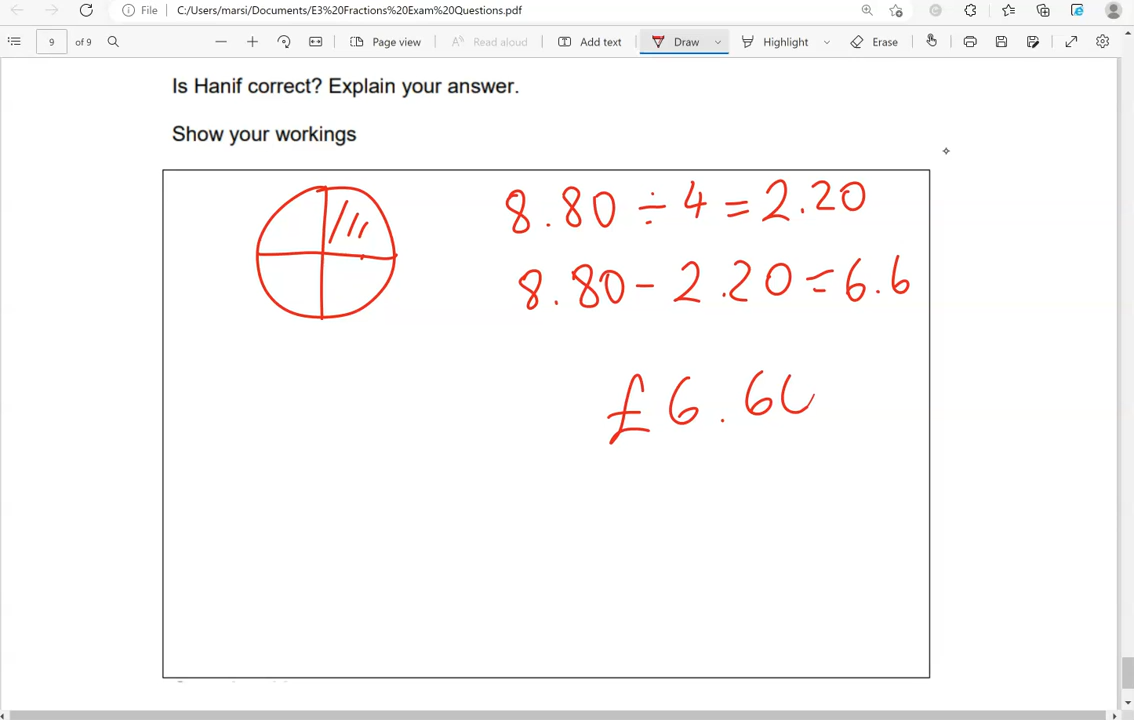 File C:/Users/marsi/Documents/E3%20Fractions%20Exam%20Questions.pdf
9 of 9 Page view Read aloud Add text Draw Highlight Erase
Is Hanif correct? Explain your answer.
Show your workings
8.80 ÷ 4 = 2.20
8.80 - 2.20 = 6.6
£6.60